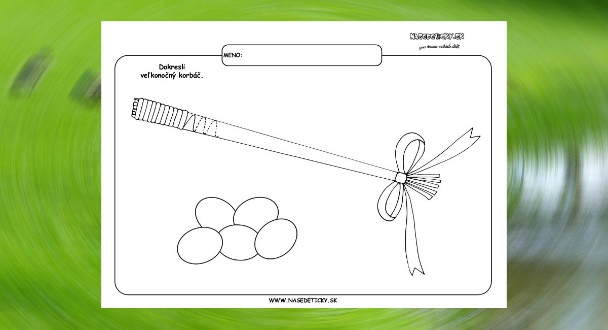 NASEDETICKY.SK
MENO:
Dokresli
veľkonočný korbáč.
WWW.NASEDETICKY.SK